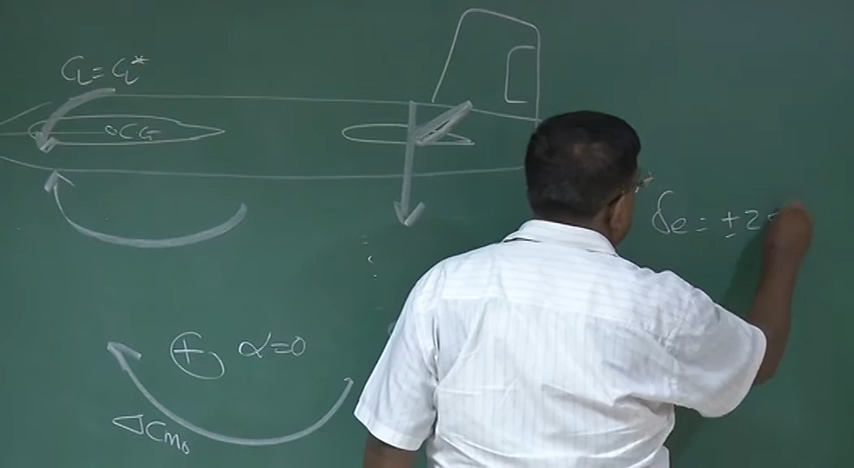 CL = CL*
CG
δe = ±2
+ α=0
ΔCm0